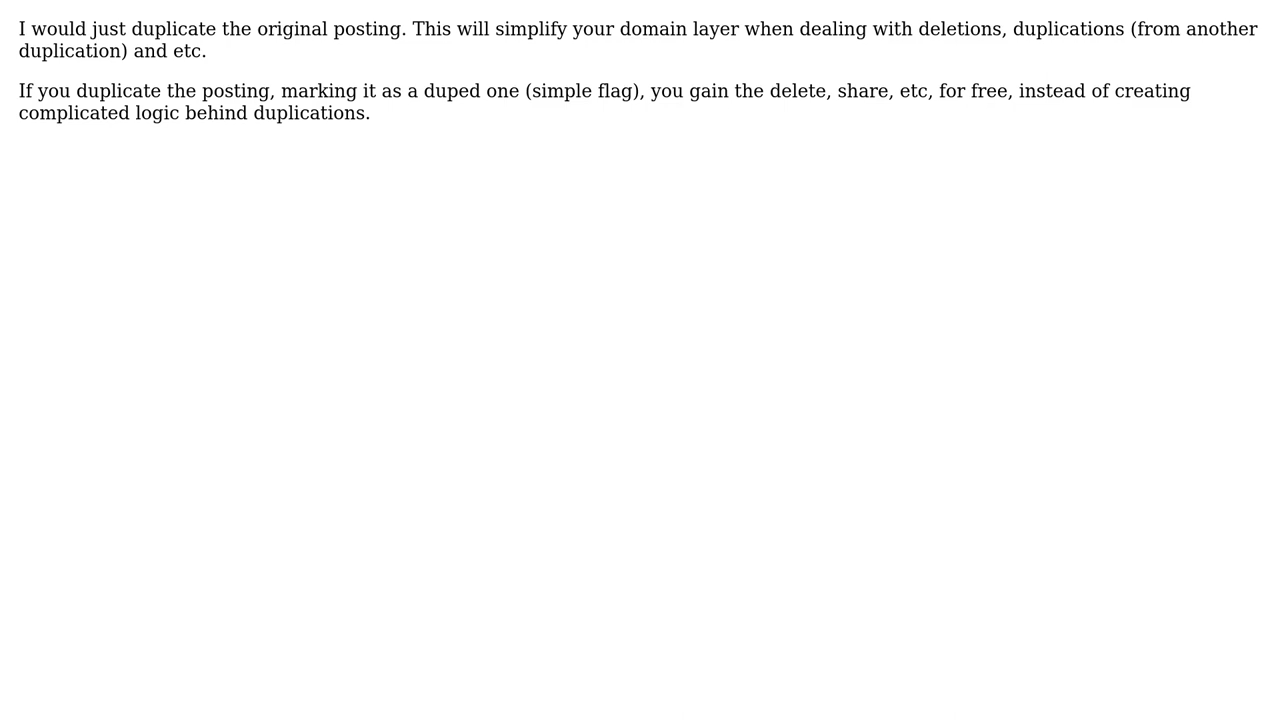 I would just duplicate the original posting. This will simplify your domain layer when dealing with deletions, duplications (from another
duplication) and etc.
If you duplicate the posting, marking it as a duped one (simple flag), you gain the delete, share, etc, for free, instead of creating
complicated logic behind duplications.